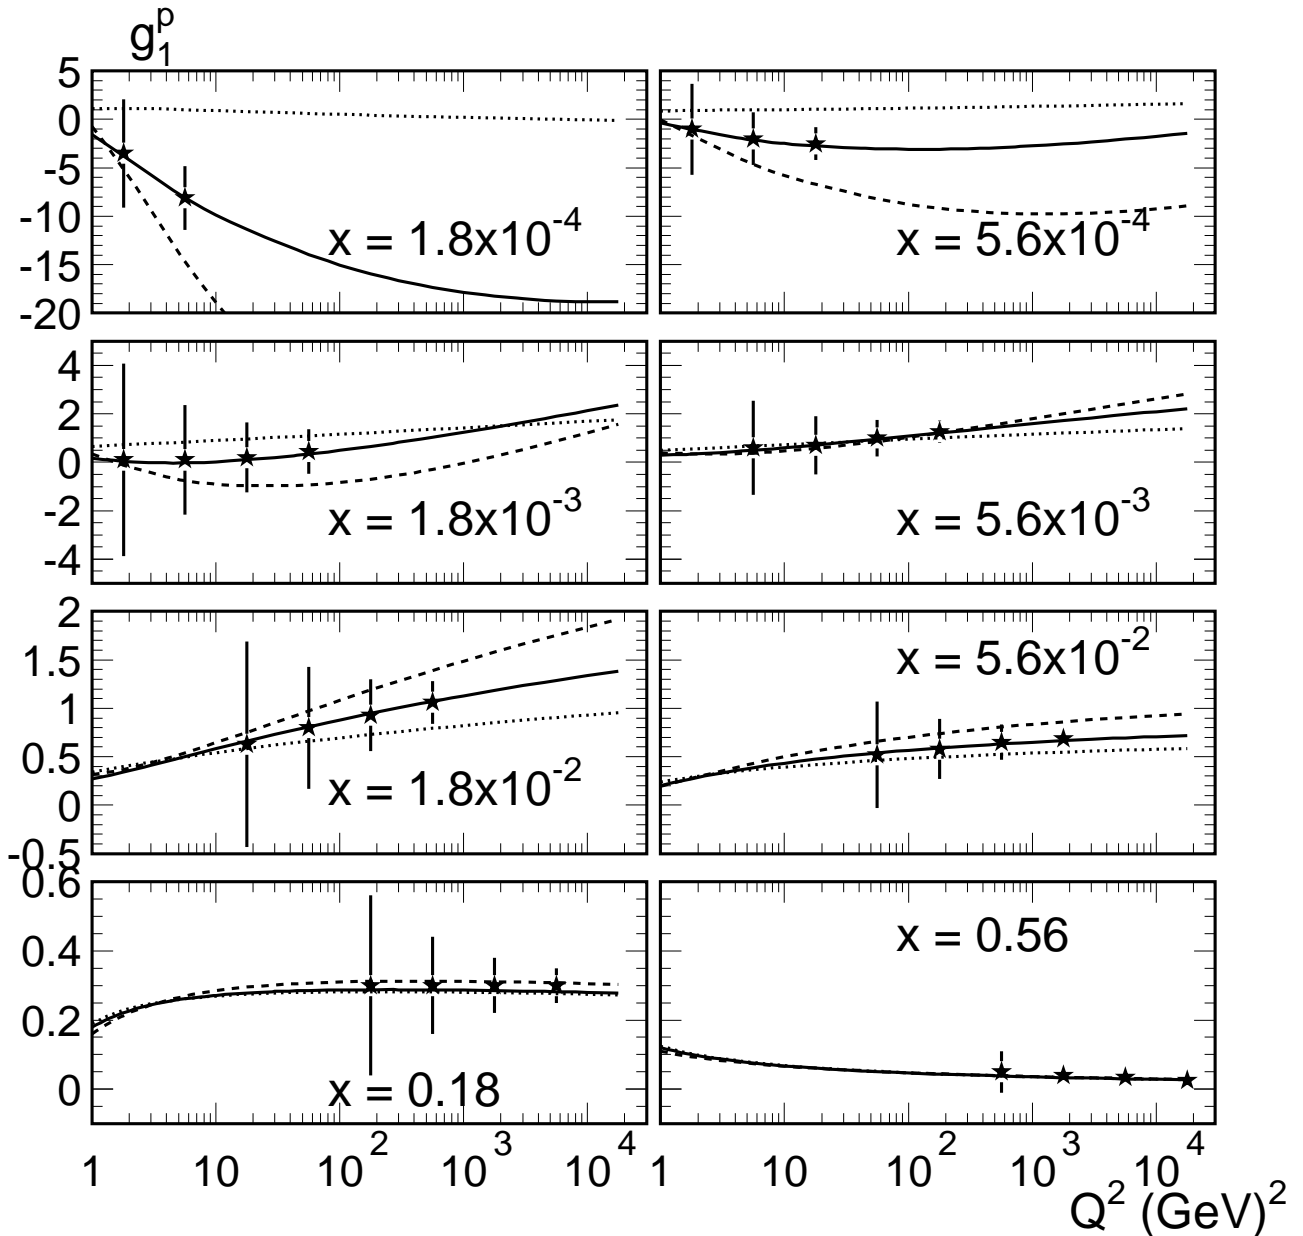 g₁ᵖ
5
0
-5
-10
-15
-20
x = 1.8x10⁻⁴
x = 5.6x10⁻⁴
4
2
0
-2
-4
x = 1.8x10⁻³
x = 5.6x10⁻³
2
1.5
1
0.5
0
-0.5
x = 1.8x10⁻²
x = 5.6x10⁻²
0.6
0.4
0.2
0
x = 0.18
x = 0.56
1 10 10² 10³ 10⁴
1 10 10² 10³ 10⁴
Q² (GeV)²